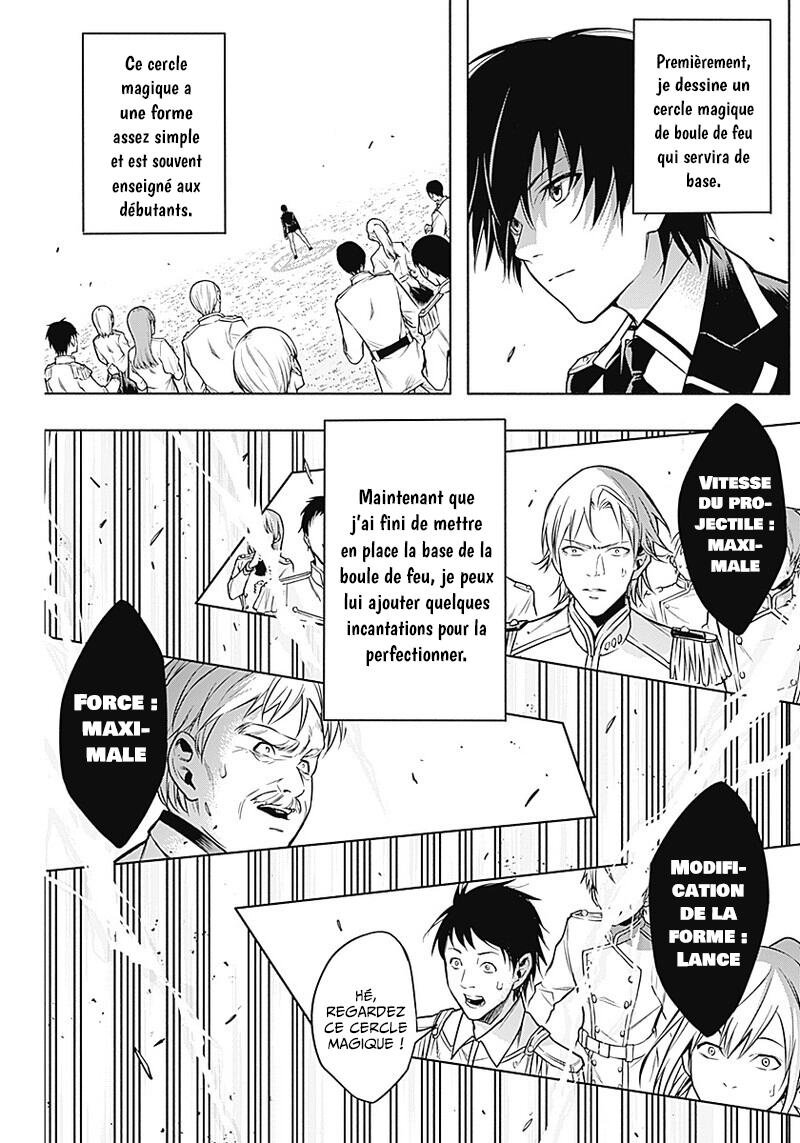 Premièrement,
je dessine un
cercle magique
de boule de feu
qui servira de
base.
Ce cercle
magique a
une forme
assez simple
et est souvent
enseigné aux
débutants.
Vitesse
du pro-
jectile :
maxi-
male
Maintenant que
j'ai fini de mettre
en place la base de la
boule de feu, je peux
lui ajouter quelques
incantations pour la
perfectionner.
Force :
maxi-
male
Modifi-
cation
de la
forme :
Lance
Hé,
REGARDEZ
CE CERCLE
MAGIQUE !